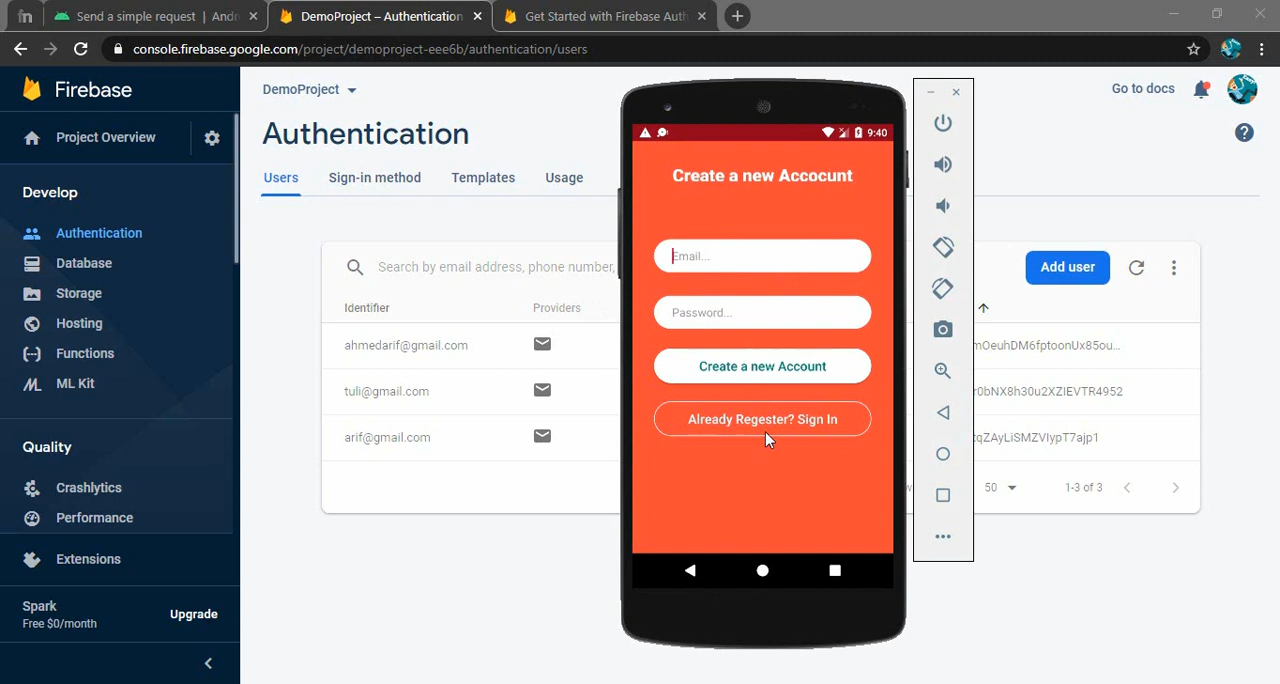 Send a simple request | Andr
DemoProject – Authentication
Get Started with Firebase Auth
console.firebase.google.com/project/demoproject-eee6b/authentication/users
Firebase
Project Overview
Develop
Authentication
Database
Storage
Hosting
Functions
ML Kit
Quality
Crashlytics
Performance
Extensions
Spark
Free $0/month
Upgrade
DemoProject
Go to docs
Authentication
Users
Sign-in method
Templates
Usage
Search by email address, phone number,
Add user
Identifier
Providers
ahmedarif@gmail.com
mOeuhDM6fptoonUx85ou...
tuli@gmail.com
r0bNX8h30u2XZIEVTR4952
arif@gmail.com
tqZAyLiSMZVIypT7ajp1
50
1-3 of 3
9:40
Create a new Accocunt
Email...
Password...
Create a new Account
Already Regester? Sign In